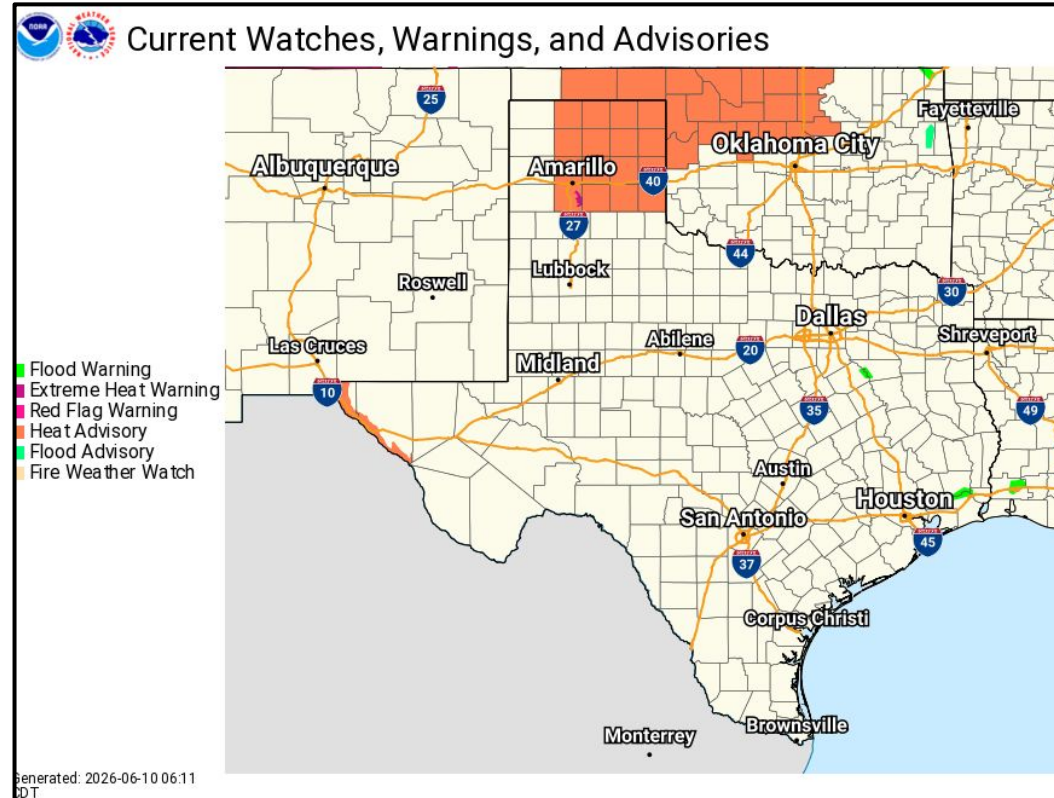 NOAA
Current Watches, Warnings, and Advisories
25
Fayetteville
Oklahoma City
Albuquerque
Amarillo
40
27
44
Lubbock
Roswell
30
Dallas
Las Cruces
Abilene
Shreveport
Midland
20
10
35
49
Flood Warning
Extreme Heat Warning
Red Flag Warning
Heat Advisory
Flood Advisory
Fire Weather Watch
Austin
Houston
San Antonio
45
37
Corpus Christi
Brownsville
Monterrey
Generated: 2026-06-10 06:11
CDT